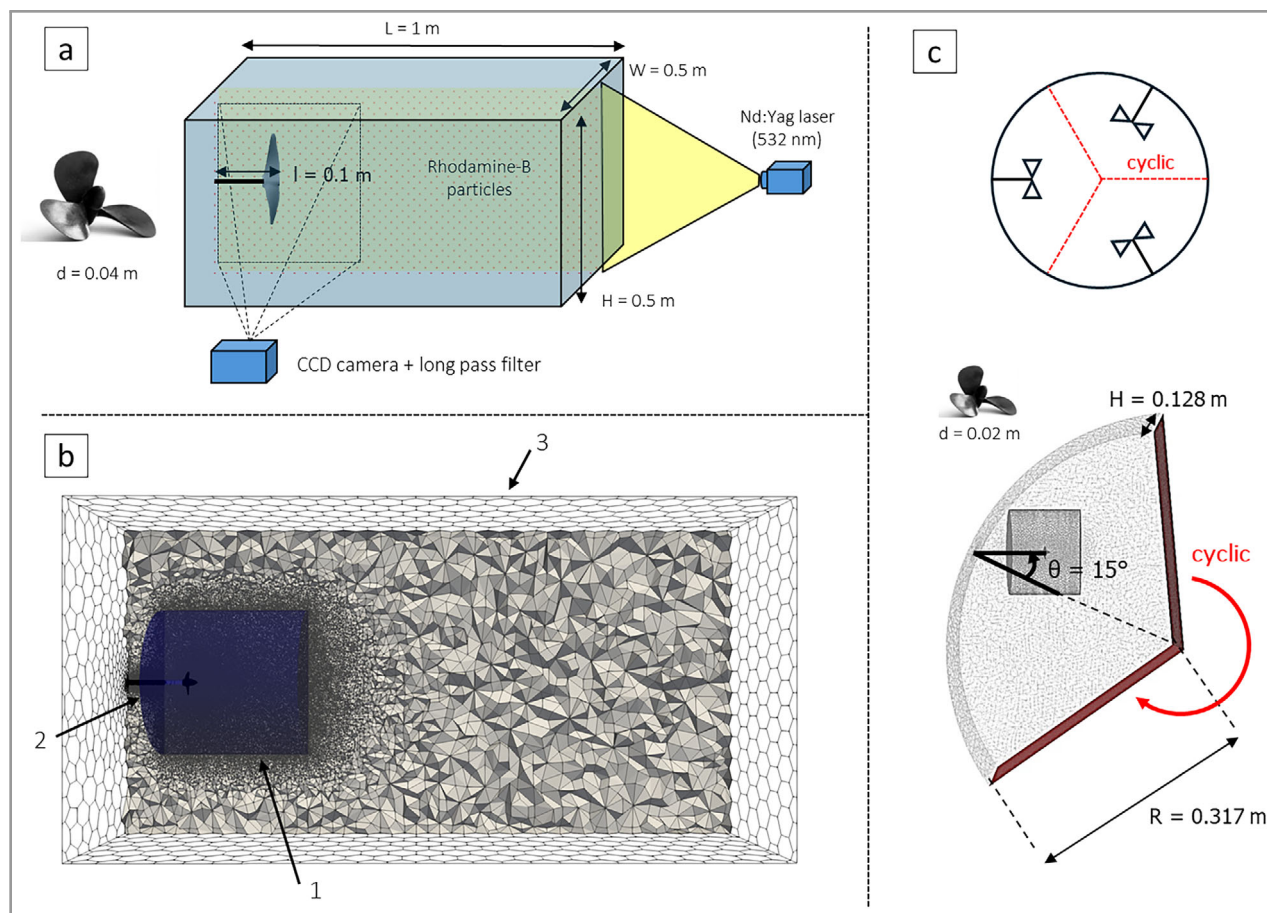 a
L = 1 m
W = 0.5 m
Nd:Yag laser
(532 nm)
l = 0.1 m
Rhodamine-B
particles
d = 0.04 m
H = 0.5 m
CCD camera + long pass filter
b
3
2
1
c
cyclic
d = 0.02 m
H = 0.128 m
θ = 15°
cyclic
R = 0.317 m